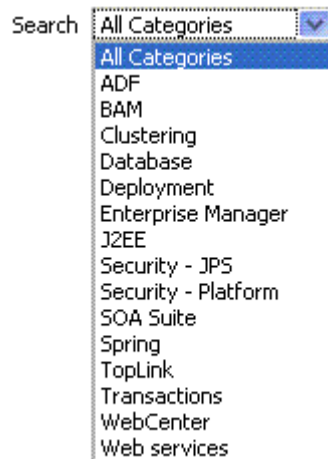 Search All Categories
All Categories
ADF
BAM
Clustering
Database
Deployment
Enterprise Manager
J2EE
Security - JPS
Security - Platform
SOA Suite
Spring
TopLink
Transactions
WebCenter
Web services